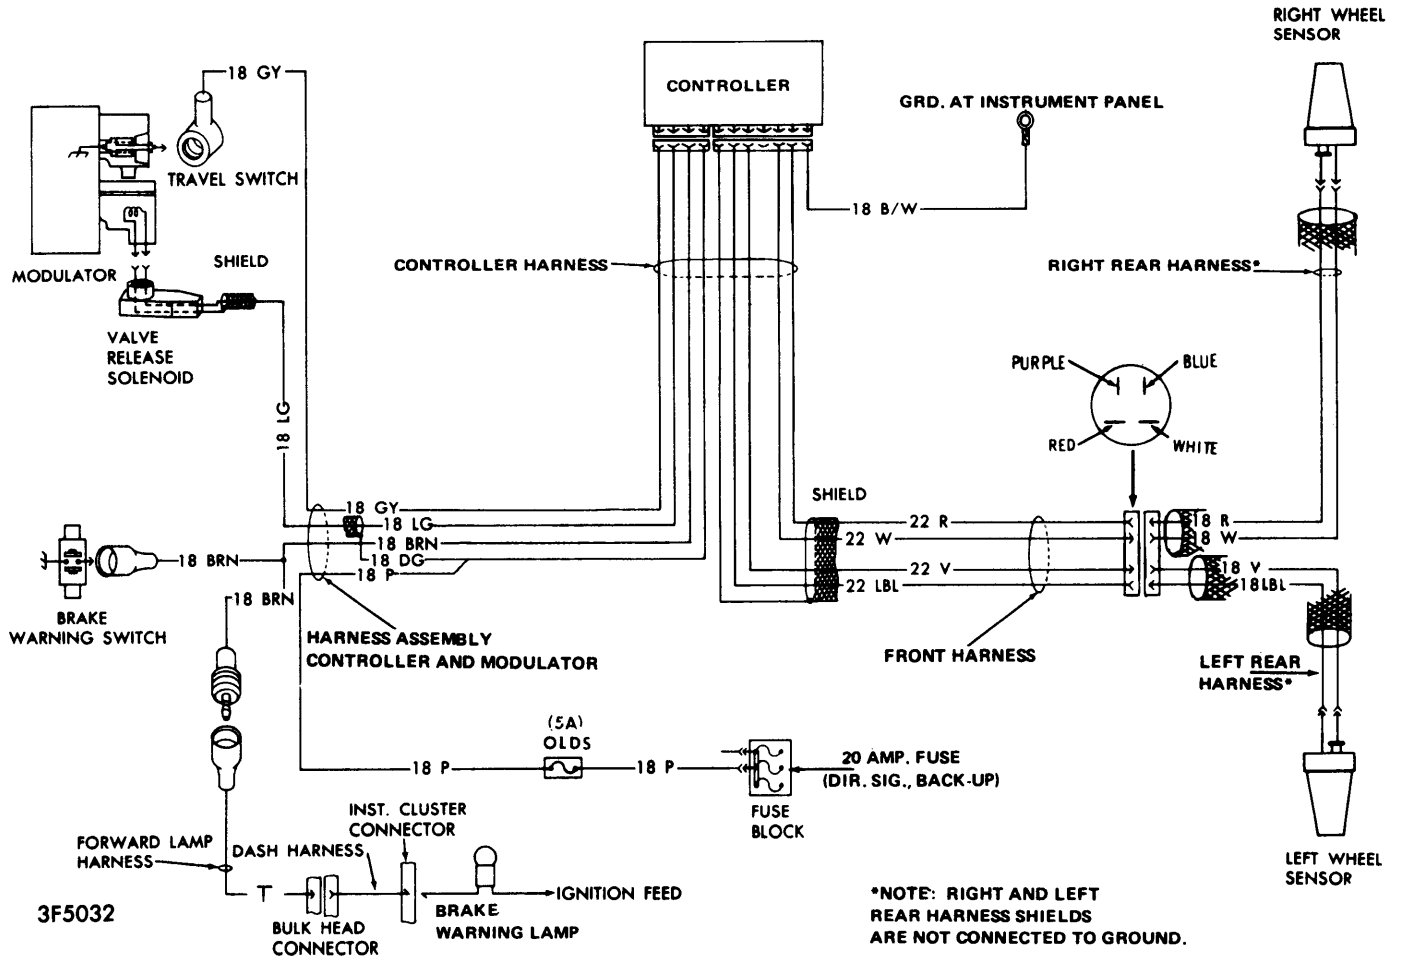 RIGHT WHEEL
SENSOR
18 GY
CONTROLLER
GRD. AT INSTRUMENT PANEL
TRAVEL SWITCH
18 B/W
MODULATOR
SHIELD
CONTROLLER HARNESS
RIGHT REAR HARNESS*
VALVE
RELEASE
SOLENOID
PURPLE
BLUE
18 LG
RED
WHITE
SHIELD
18 GY
18 LG
18 BRN
18 DG
18 P
22 R
22 W
22 V
22 LBL
18 R
18 W
18 V
18LBL
18 BRN
18 BRN
BRAKE
WARNING SWITCH
HARNESS ASSEMBLY
CONTROLLER AND MODULATOR
FRONT HARNESS
LEFT REAR
HARNESS*
(5A)
OLDS
18 P
18 P
20 AMP. FUSE
(DIR. SIG., BACK-UP)
FUSE
BLOCK
INST. CLUSTER
CONNECTOR
FORWARD LAMP
HARNESS
DASH HARNESS
LEFT WHEEL
SENSOR
IGNITION FEED
3F5032
BULK HEAD
CONNECTOR
BRAKE
WARNING LAMP
*NOTE: RIGHT AND LEFT
REAR HARNESS SHIELDS
ARE NOT CONNECTED TO GROUND.